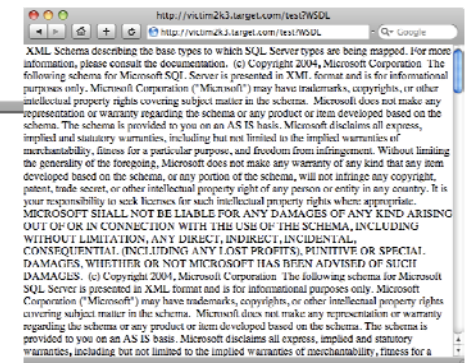 http://victim2k3.target.com/test?WSDL
http://victim2k3.target.com/test?WSDL
Google
XML Schema describing the base types to which SQL Server types are being mapped. For more
information, please consult the documentation. (c) Copyright 2004, Microsoft Corporation The
following schema for Microsoft SQL Server is presented in XML format and is for informational
purposes only. Microsoft Corporation ("Microsoft") may have trademarks, copyrights, or other
intellectual property rights covering subject matter in the schema. Microsoft does not make any
representation or warranty regarding the schema or any product or item developed based on the
schema. The schema is provided to you on an AS IS basis. Microsoft disclaims all express,
implied and statutory warranties, including but not limited to the implied warranties of
merchantability, fitness for a particular purpose, and freedom from infringement. Without limiting
the generality of the foregoing, Microsoft does not make any warranty of any kind that any item
developed based on the schema, or any portion of the schema, will not infringe any copyright,
patent, trade secret, or other intellectual property right of any person or entity in any country. It is
your responsibility to seek licenses for such intellectual property rights where appropriate.
MICROSOFT SHALL NOT BE LIABLE FOR ANY DAMAGES OF ANY KIND ARISING
OUT OF OR IN CONNECTION WITH THE USE OF THE SCHEMA, INCLUDING
WITHOUT LIMITATION, ANY DIRECT, INDIRECT, INCIDENTAL,
CONSEQUENTIAL (INCLUDING ANY LOST PROFITS), PUNITIVE OR SPECIAL
DAMAGES, WHETHER OR NOT MICROSOFT HAS BEEN ADVISED OF SUCH
DAMAGES. (c) Copyright 2004, Microsoft Corporation The following schema for Microsoft
SQL Server is presented in XML format and is for informational purposes only. Microsoft
Corporation ("Microsoft") may have trademarks, copyrights, or other intellectual property rights
covering subject matter in the schema. Microsoft does not make any representation or warranty
regarding the schema or any product or item developed based on the schema. The schema is
provided to you on an AS IS basis. Microsoft disclaims all express, implied and statutory
warranties, including but not limited to the implied warranties of merchantability, fitness for a